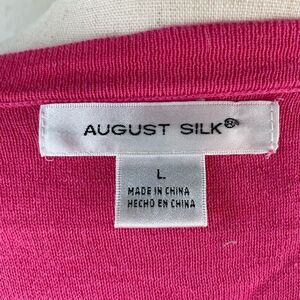 AUGUST SILK®
L
MADE IN CHINA
HECHO EN CHINA